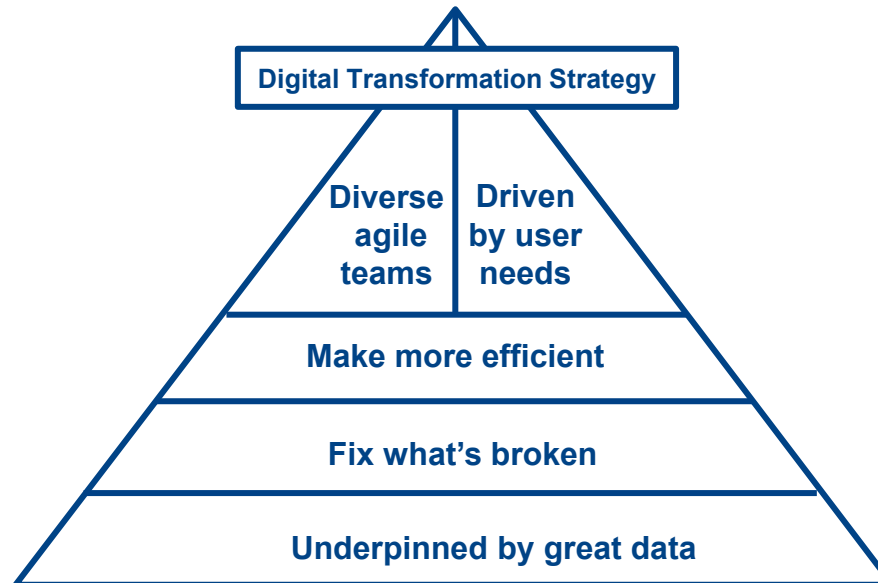 Digital Transformation Strategy
Diverse
agile
teams
Driven
by user
needs
Make more efficient
Fix what’s broken
Underpinned by great data